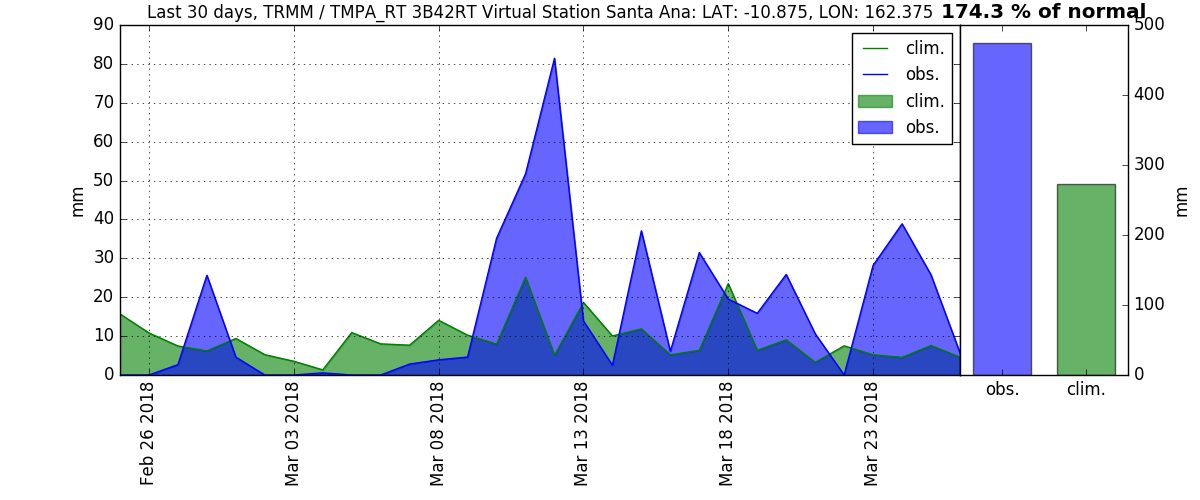 Last 30 days, TRMM / TMPA_RT 3B42RT Virtual Station Santa Ana: LAT: -10.875, LON: 162.375 174.3 % of normal
90
80
70
60
50
40
30
20
10
0
mm
clim.
obs.
clim.
obs.
Feb 26 2018
Mar 03 2018
Mar 08 2018
Mar 13 2018
Mar 18 2018
Mar 23 2018
500
400
300
200
100
0
mm
obs.
clim.